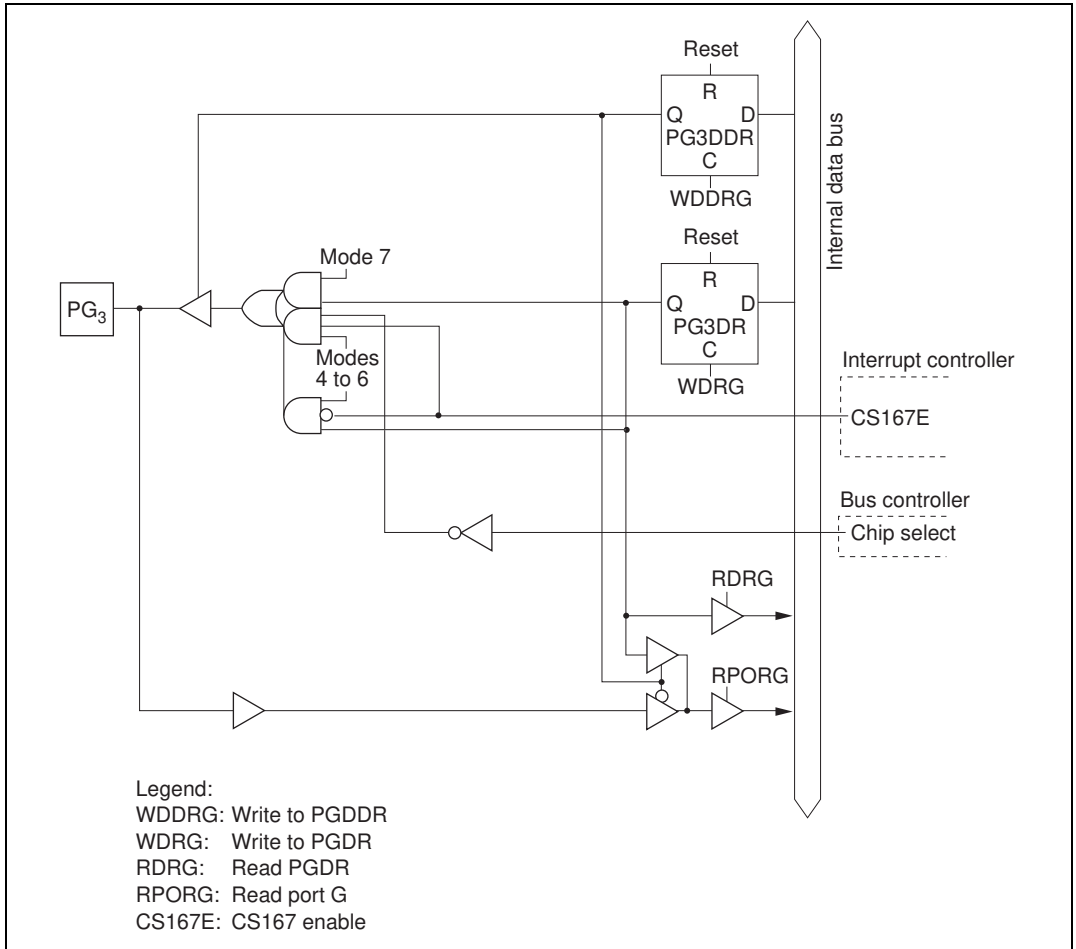 Reset
R
Q D
PG3DDR
C
WDDRG
Internal data bus
Reset
R
Q D
PG3DR
C
WDRG
Mode 7
PG3
Modes
4 to 6
Interrupt controller
CS167E
Bus controller
Chip select
RDRG
RPORG
Legend:
WDDRG: Write to PGDDR
WDRG: Write to PGDR
RDRG: Read PGDR
RPORG: Read port G
CS167E: CS167 enable